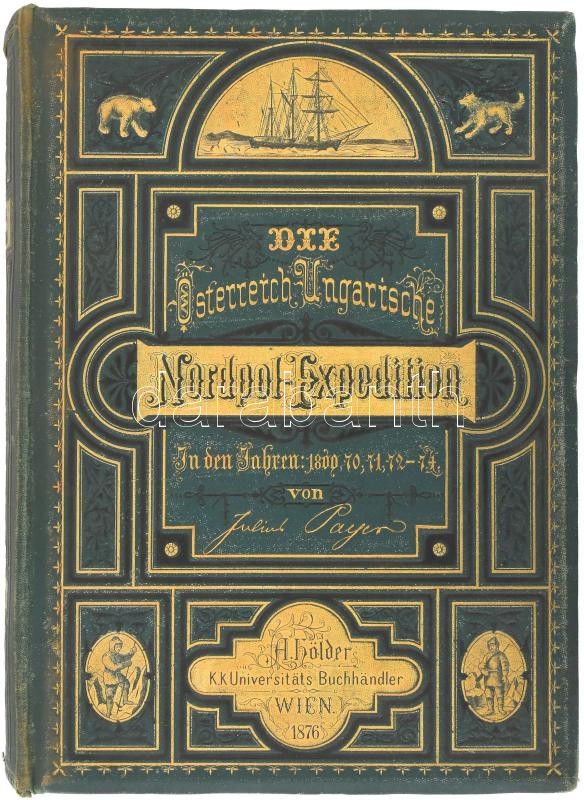 DIE
Österreich-Ungarische
Nordpol-Expedition
darabanth
In den Jahren: 1869, 70, 71, 72–74,
von
Julius Payer
A. Hölder
K.K Universitäts Buchhändler
WIEN.
1876